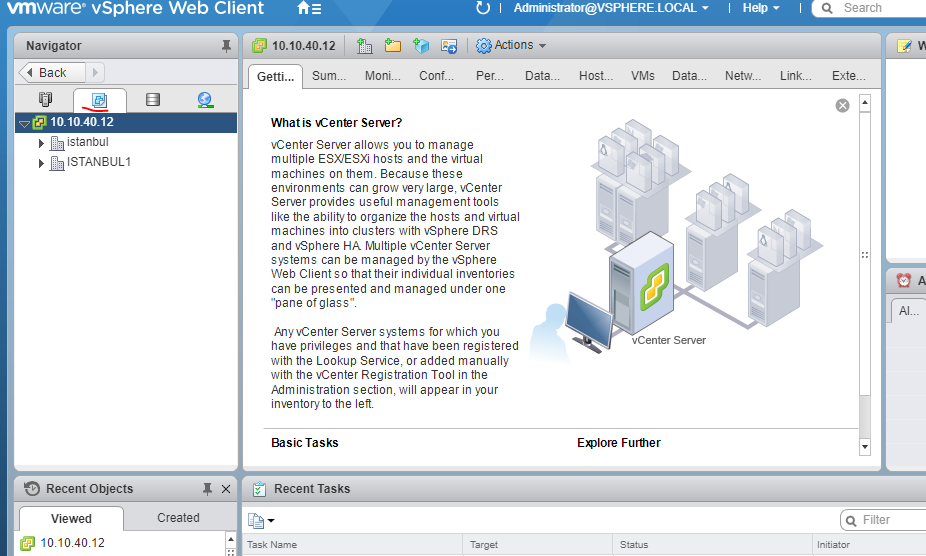 vmware® vSphere Web Client
Administrator@VSPHERE.LOCAL
Help
Search
Navigator
Back
10.10.40.12
istanbul
ISTANBUL1
10.10.40.12
Actions
Getti...
Sum...
Moni...
Conf...
Per...
Data...
Host...
VMs
Data...
Netw...
Link...
Exte...
What is vCenter Server?
vCenter Server allows you to manage
multiple ESX/ESXi hosts and the virtual
machines on them. Because these
environments can grow very large, vCenter
Server provides useful management tools
like the ability to organize the hosts and virtual
machines into clusters with vSphere DRS
and vSphere HA. Multiple vCenter Server
systems can be managed by the vSphere
Web Client so that their individual inventories
can be presented and managed under one
"pane of glass".
Any vCenter Server systems for which you
have privileges and that have been registered
with the Lookup Service, or added manually
with the vCenter Registration Tool in the
Administration section, will appear in your
inventory to the left.
vCenter Server
Basic Tasks
Explore Further
W
A
Al...
Recent Objects
Viewed
Created
10.10.40.12
Recent Tasks
Filter
Task Name
Target
Status
Initiator